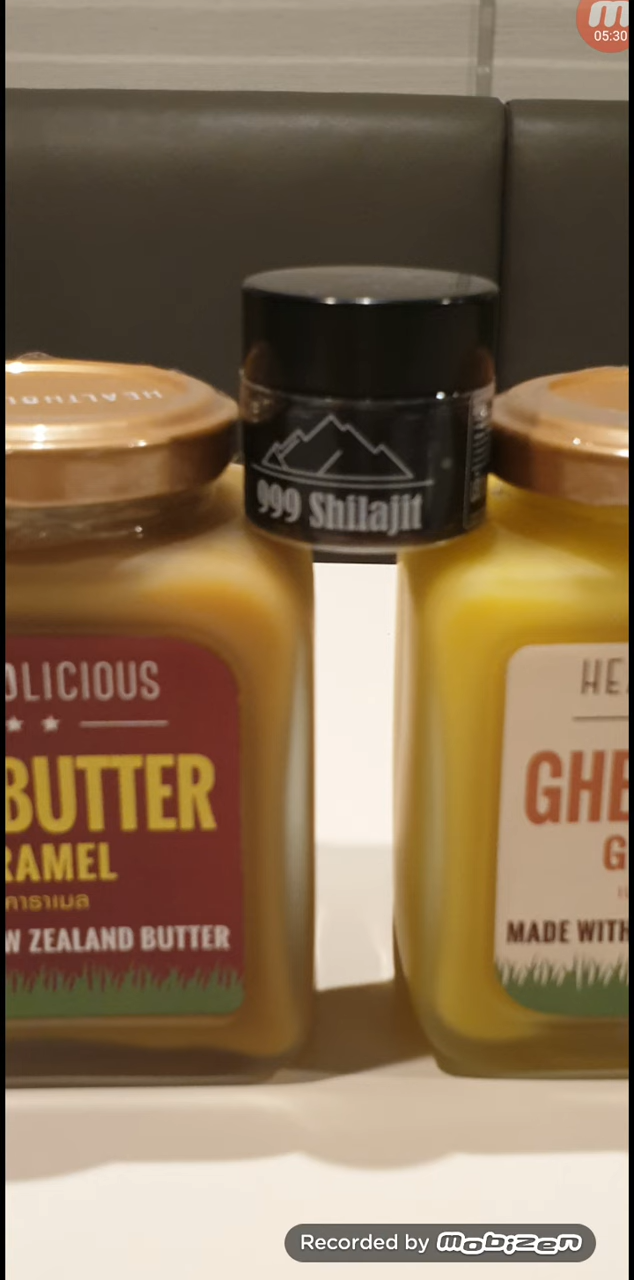 05:30
999 Shilajit
OLICIOUS
BUTTER
RAMEL
คาราเมล
W ZEALAND BUTTER
HEA
GHE
G
MADE WITH
Recorded by mobizen